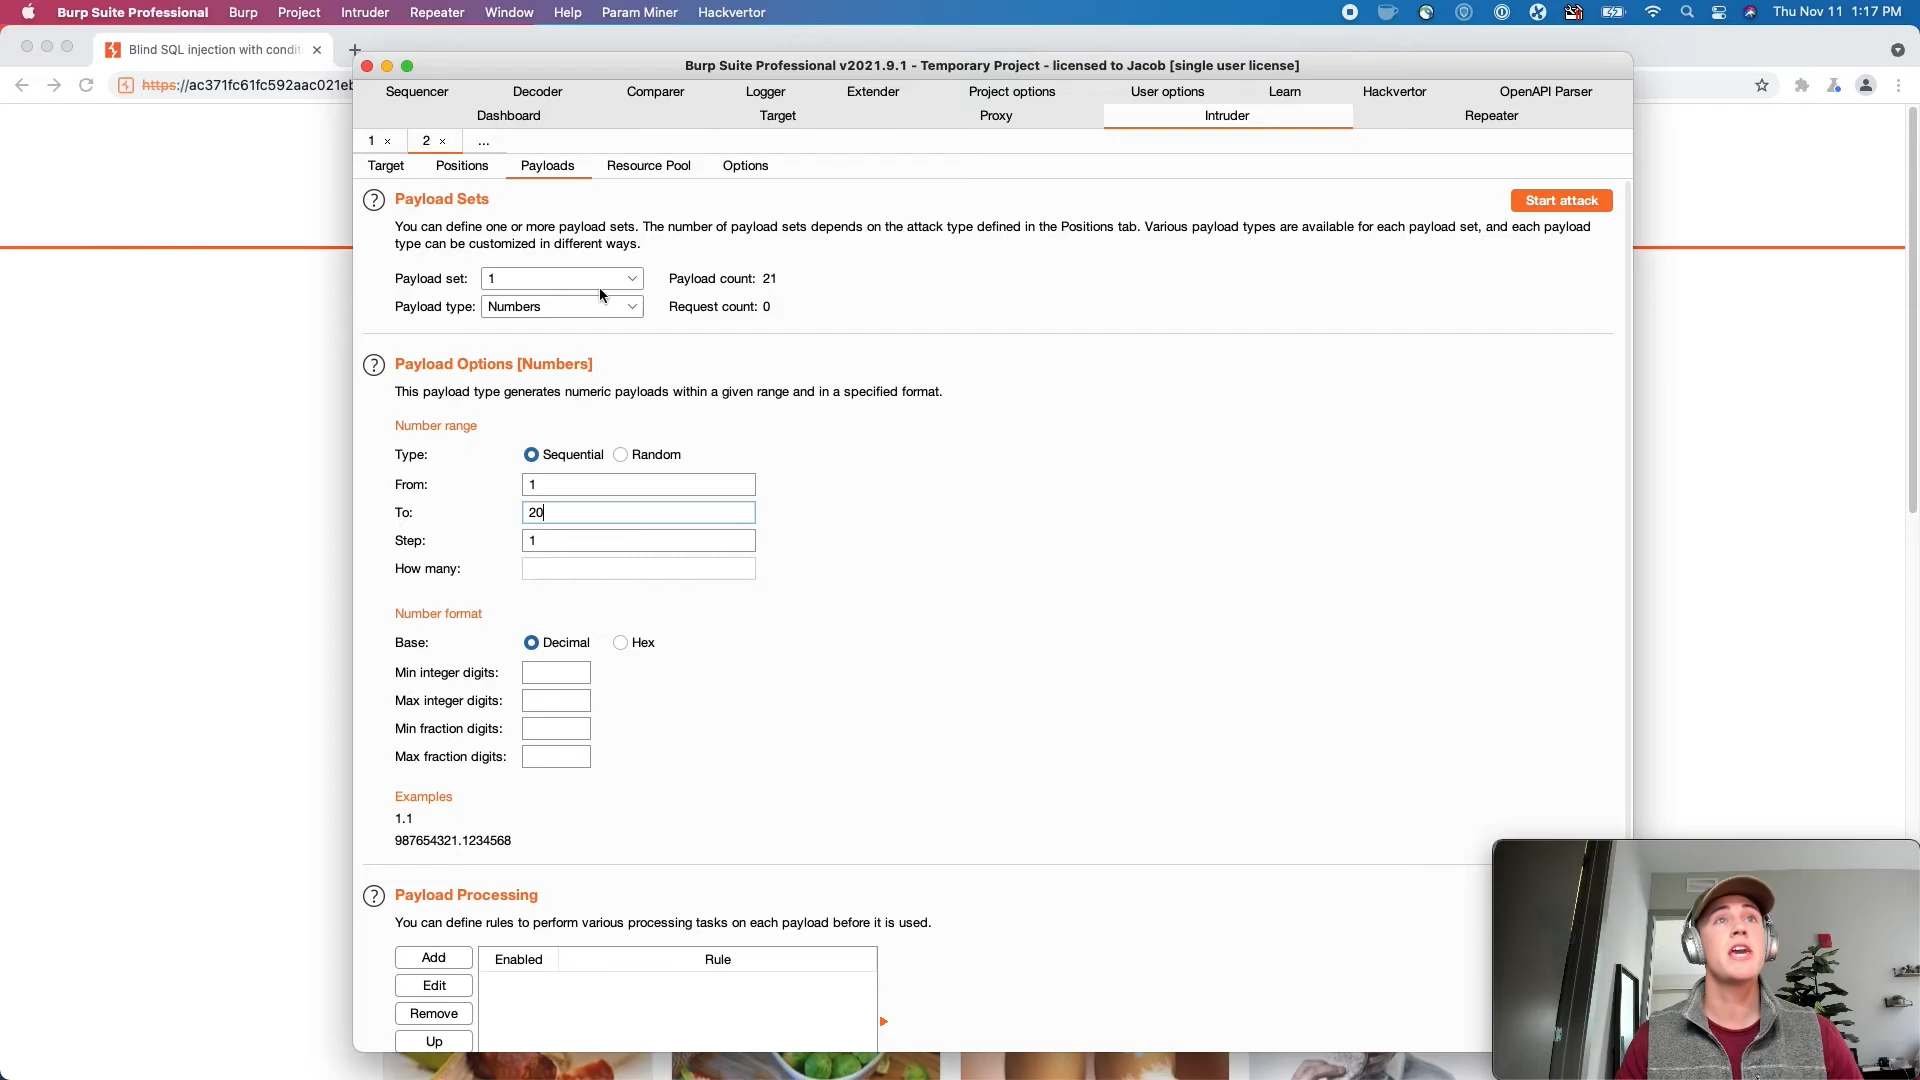 Burp Suite Professional Burp Project Intruder Repeater Window Help Param Miner Hackvertor
Thu Nov 11 1:17 PM
Blind SQL injection with condit
https://ac371fc61fc592aac021eb
Burp Suite Professional v2021.9.1 - Temporary Project - licensed to Jacob [single user license]
Sequencer Decoder Comparer Logger Extender Project options User options Learn Hackvertor OpenAPI Parser
Dashboard Target Proxy Intruder Repeater
1 × 2 × ...
Target Positions Payloads Resource Pool Options
? Payload Sets
Start attack
You can define one or more payload sets. The number of payload sets depends on the attack type defined in the Positions tab. Various payload types are available for each payload set, and each payload
type can be customized in different ways.
Payload set: 1 Payload count: 21
Payload type: Numbers Request count: 0
? Payload Options [Numbers]
This payload type generates numeric payloads within a given range and in a specified format.
Number range
Type: Sequential Random
From: 1
To: 20
Step: 1
How many:
Number format
Base: Decimal Hex
Min integer digits:
Max integer digits:
Min fraction digits:
Max fraction digits:
Examples
1.1
987654321.1234568
? Payload Processing
You can define rules to perform various processing tasks on each payload before it is used.
Add Enabled Rule
Edit
Remove
Up